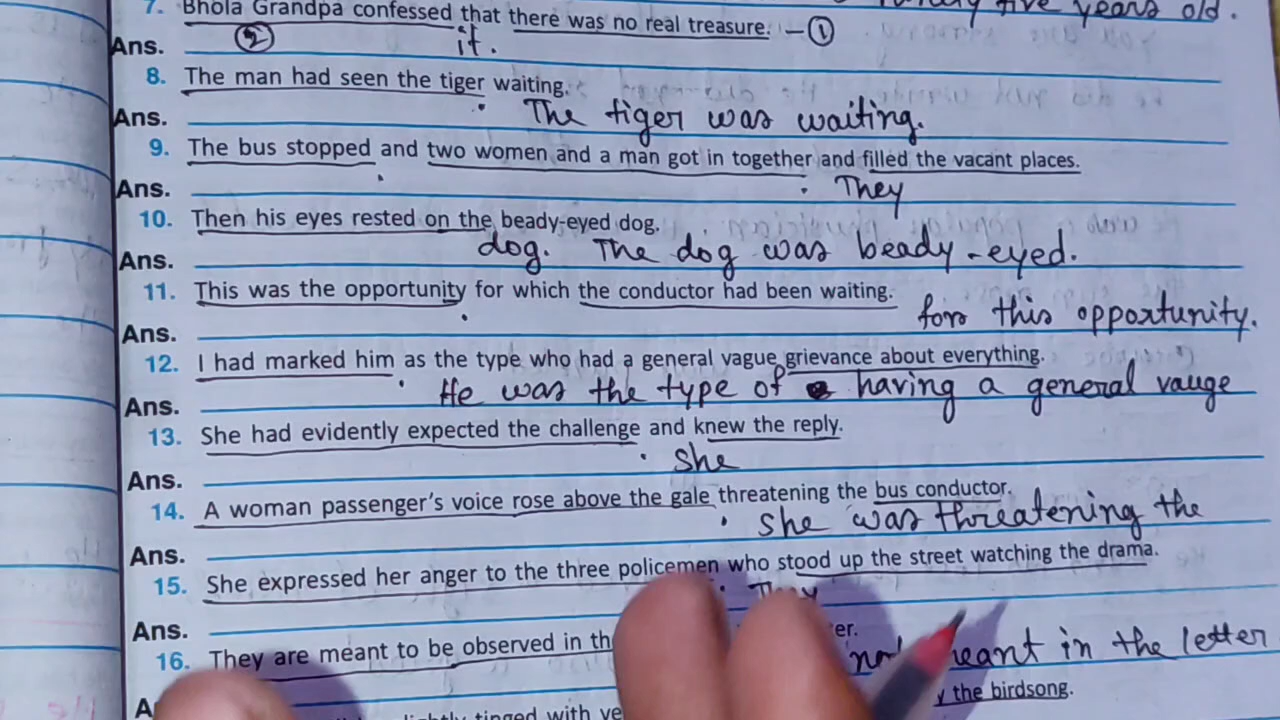 7. Bhola Grandpa confessed that there was no real treasure. – ①
five years old.
Ans. ② it.
8. The man had seen the tiger waiting.
Ans. . The tiger was waiting.
9. The bus stopped and two women and a man got in together and filled the vacant places.
Ans. . . They
10. Then his eyes rested on the beady-eyed dog.
Ans. dog. The dog was beady-eyed.
11. This was the opportunity for which the conductor had been waiting.
Ans. . for this opportunity.
12. I had marked him as the type who had a general vague grievance about everything.
Ans. . He was the type of having a general vauge
13. She had evidently expected the challenge and knew the reply.
Ans. . She
14. A woman passenger's voice rose above the gale threatening the bus conductor.
Ans. . She was threatening the
15. She expressed her anger to the three policemen who stood up the street watching the drama.
Ans. . They
16. They are meant to be observed in
meant in the letter
the birdsong.
tinged with